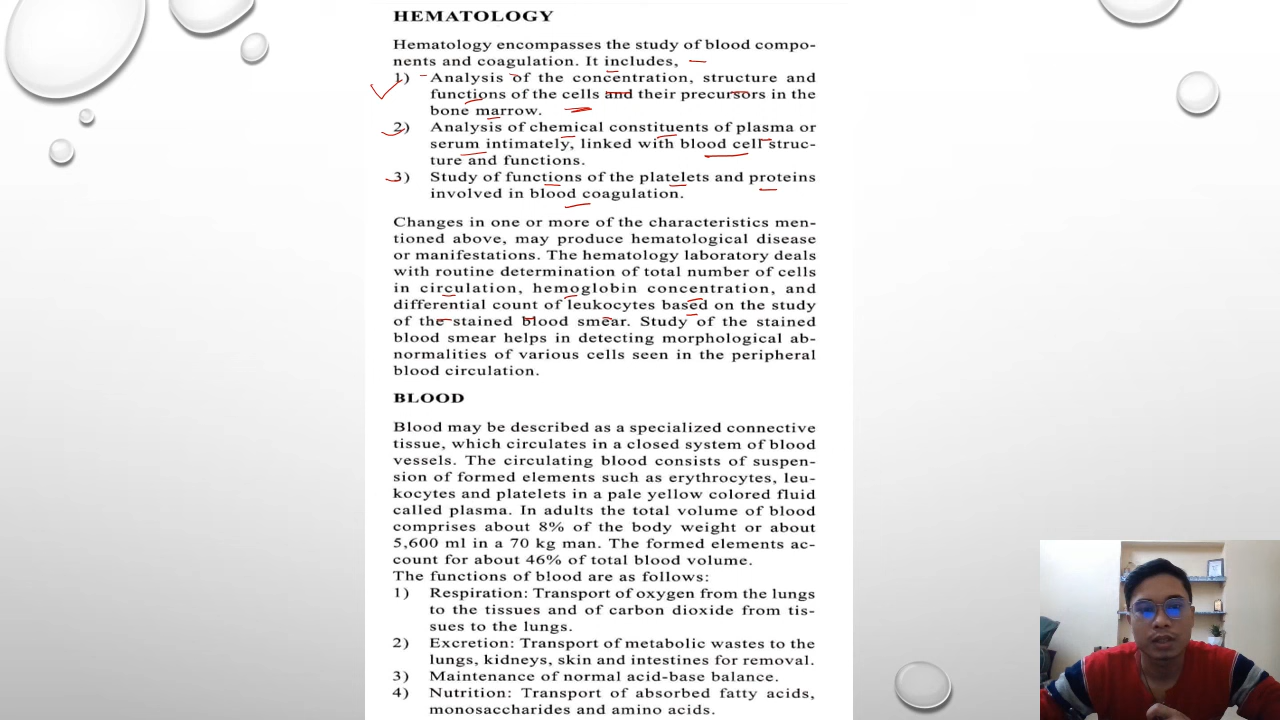 HEMATOLOGY
Hematology encompasses the study of blood compo-
nents and coagulation. It includes,
1) Analysis of the concentration, structure and
functions of the cells and their precursors in the
bone marrow.
2) Analysis of chemical constituents of plasma or
serum intimately, linked with blood cell struc-
ture and functions.
3) Study of functions of the platelets and proteins
involved in blood coagulation.
Changes in one or more of the characteristics men-
tioned above, may produce hematological disease
or manifestations. The hematology laboratory deals
with routine determination of total number of cells
in circulation, hemoglobin concentration, and
differential count of leukocytes based on the study
of the stained blood smear. Study of the stained
blood smear helps in detecting morphological ab-
normalities of various cells seen in the peripheral
blood circulation.
BLOOD
Blood may be described as a specialized connective
tissue, which circulates in a closed system of blood
vessels. The circulating blood consists of suspen-
sion of formed elements such as erythrocytes, leu-
kocytes and platelets in a pale yellow colored fluid
called plasma. In adults the total volume of blood
comprises about 8% of the body weight or about
5,600 ml in a 70 kg man. The formed elements ac-
count for about 46% of total blood volume.
The functions of blood are as follows:
1) Respiration: Transport of oxygen from the lungs
to the tissues and of carbon dioxide from tis-
sues to the lungs.
2) Excretion: Transport of metabolic wastes to the
lungs, kidneys, skin and intestines for removal.
3) Maintenance of normal acid-base balance.
4) Nutrition: Transport of absorbed fatty acids,
monosaccharides and amino acids.